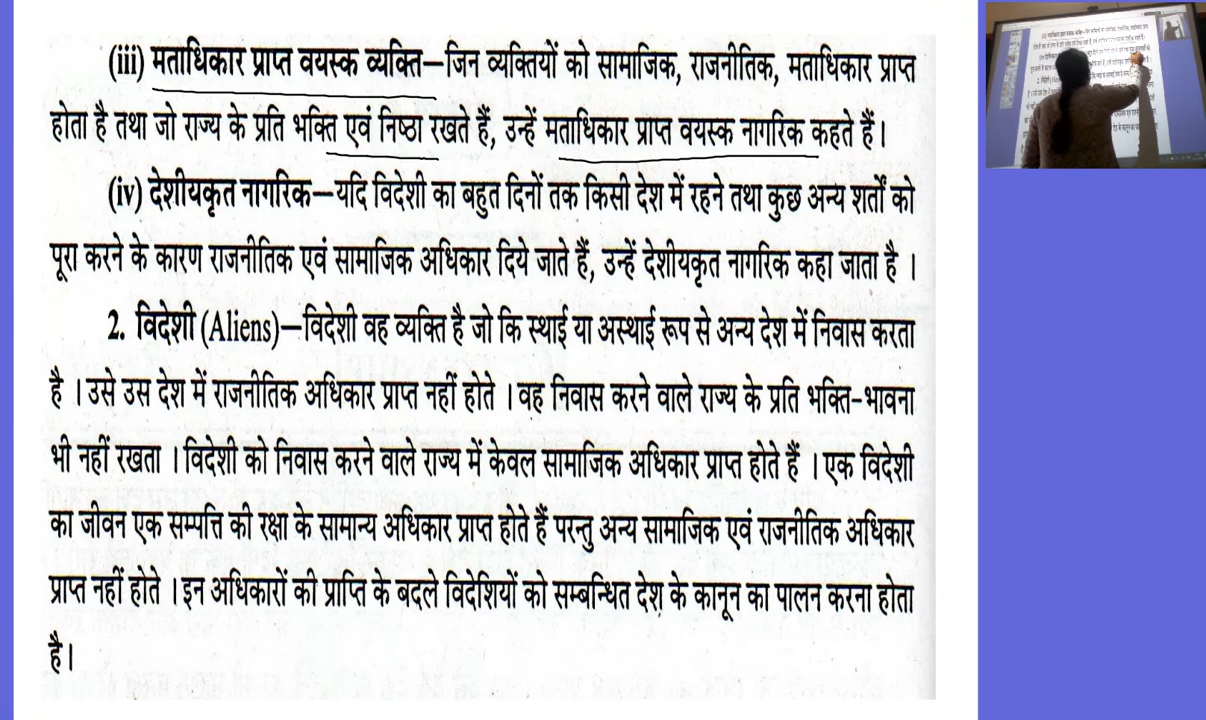 (iii) मताधिकार प्राप्त वयस्क व्यक्ति–जिन व्यक्तियों को सामाजिक, राजनीतिक, मताधिकार प्राप्त
होता है तथा जो राज्य के प्रति भक्ति एवं निष्ठा रखते हैं, उन्हें मताधिकार प्राप्त वयस्क नागरिक कहते हैं।
(iv) देशीयकृत नागरिक–यदि विदेशी का बहुत दिनों तक किसी देश में रहने तथा कुछ अन्य शर्तों को
पूरा करने के कारण राजनीतिक एवं सामाजिक अधिकार दिये जाते हैं, उन्हें देशीयकृत नागरिक कहा जाता है ।
2. विदेशी (Aliens)–विदेशी वह व्यक्ति है जो कि स्थाई या अस्थाई रूप से अन्य देश में निवास करता
है । उसे उस देश में राजनीतिक अधिकार प्राप्त नहीं होते । वह निवास करने वाले राज्य के प्रति भक्ति-भावना
भी नहीं रखता । विदेशी को निवास करने वाले राज्य में केवल सामाजिक अधिकार प्राप्त होते हैं । एक विदेशी
का जीवन एक सम्पत्ति की रक्षा के सामान्य अधिकार प्राप्त होते हैं परन्तु अन्य सामाजिक एवं राजनीतिक अधिकार
प्राप्त नहीं होते । इन अधिकारों की प्राप्ति के बदले विदेशियों को सम्बन्धित देश के कानून का पालन करना होता
है।